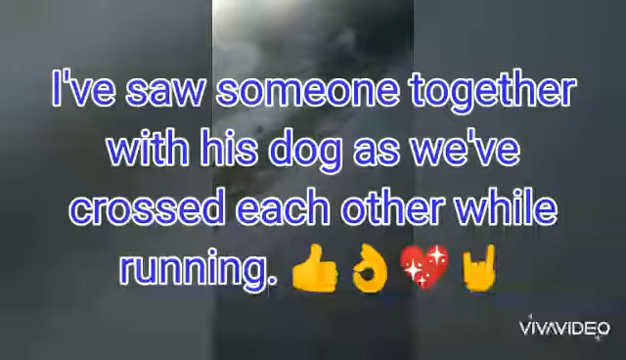 I've saw someone together
with his dog as we've
crossed each other while
running. 👍👌💖🤘
VIVAVIDEO